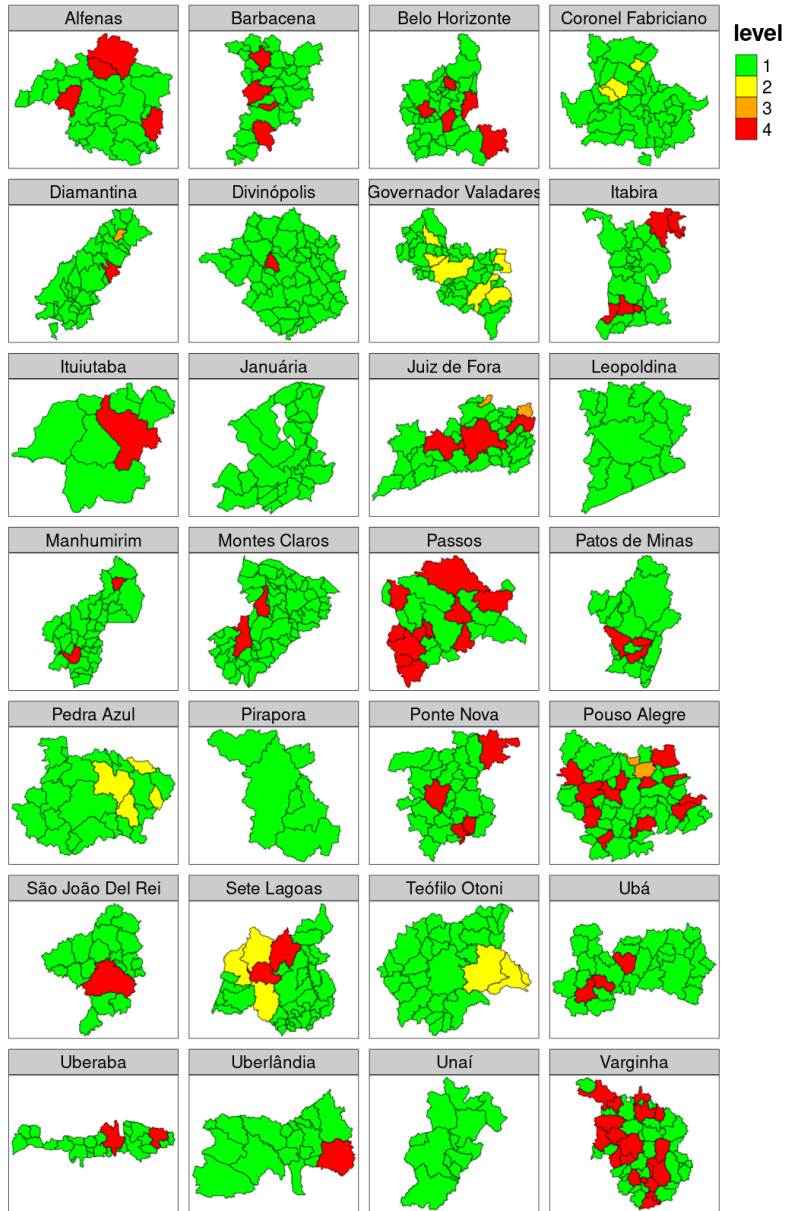 Alfenas
Barbacena
Belo Horizonte
Coronel Fabriciano
level
1
2
3
4
Diamantina
Divinópolis
Governador Valadares
Itabira
Ituiutaba
Januária
Juiz de Fora
Leopoldina
Manhumirim
Montes Claros
Passos
Patos de Minas
Pedra Azul
Pirapora
Ponte Nova
Pouso Alegre
São João Del Rei
Sete Lagoas
Teófilo Otoni
Ubá
Uberaba
Uberlândia
Unaí
Varginha